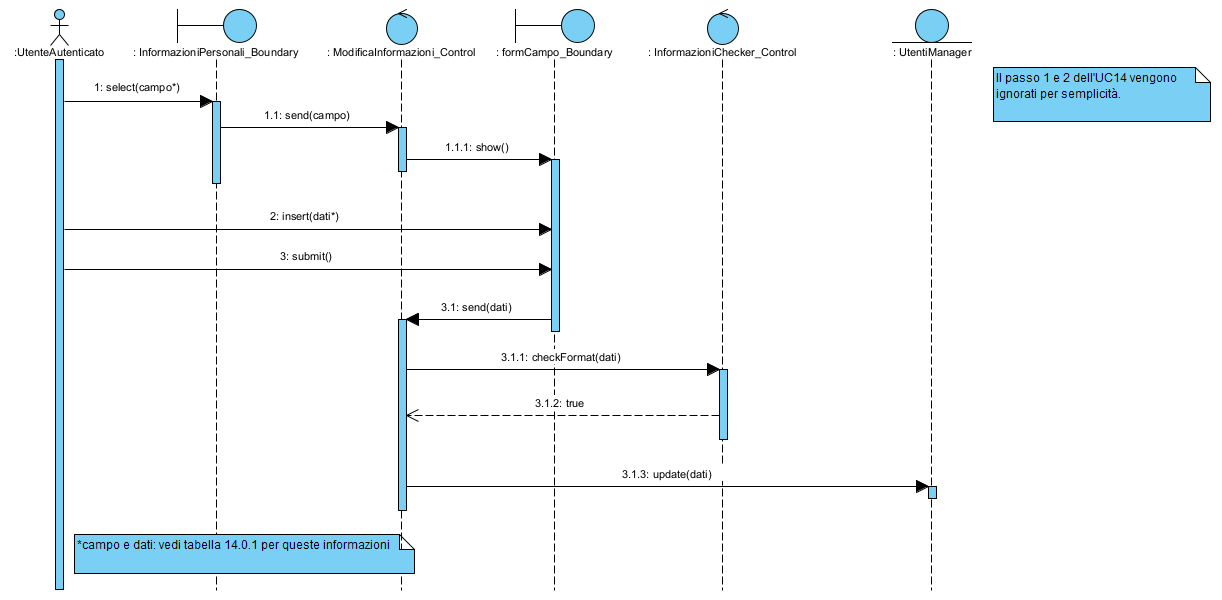 :UtenteAutenticato
: InformazioniPersonali_Boundary
: ModificaInformazioni_Control
: formCampo_Boundary
: InformazioniChecker_Control
: UtentiManager
Il passo 1 e 2 dell'UC14 vengono
ignorati per semplicità.
1: select(campo*)
1.1: send(campo)
1.1.1: show()
2: insert(dati*)
3: submit()
3.1: send(dati)
3.1.1: checkFormat(dati)
3.1.2: true
3.1.3: update(dati)
*campo e dati: vedi tabella 14.0.1 per queste informazioni